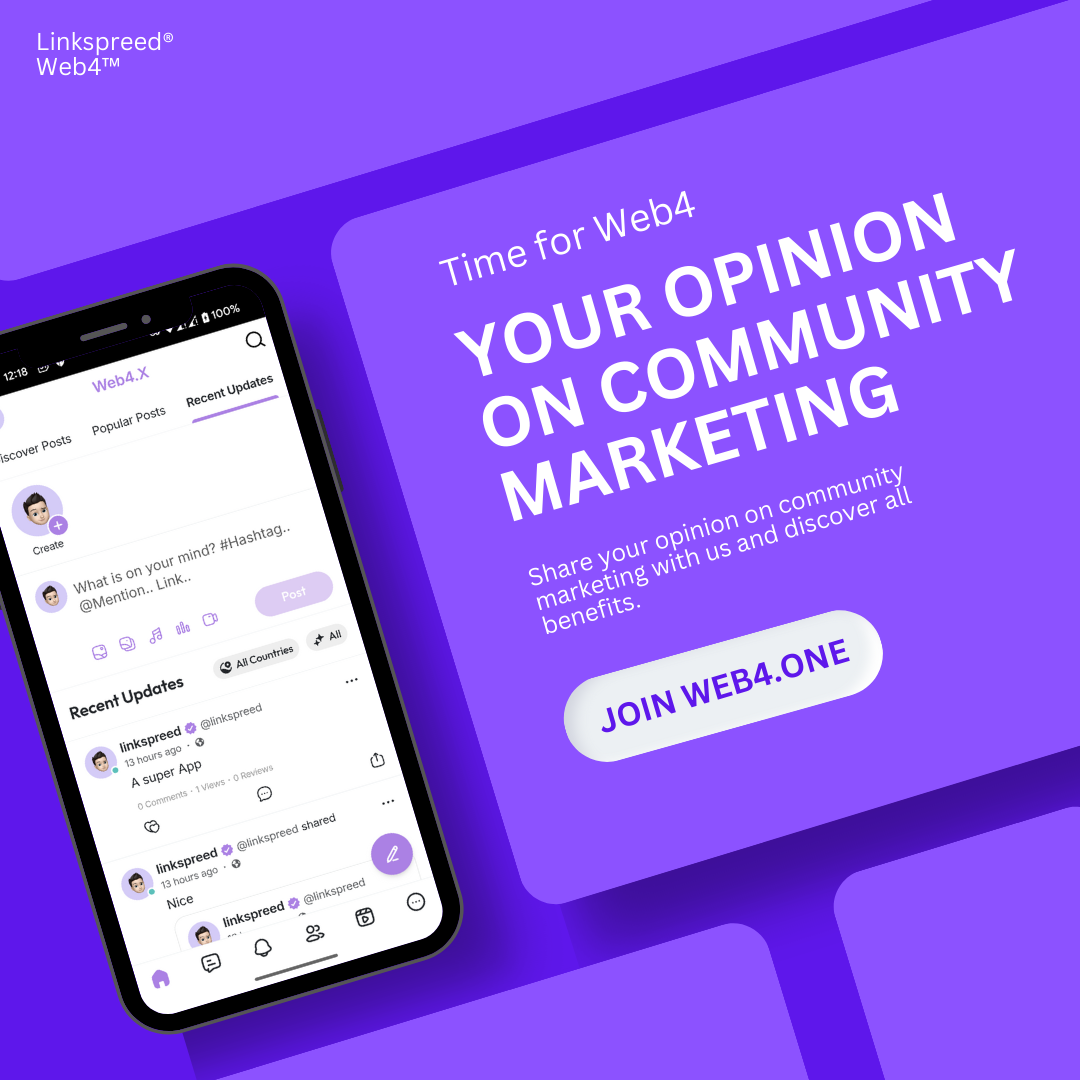 Linkspreed®
Web4™
Time for Web4
YOUR OPINION
ON COMMUNITY
MARKETING
Share your opinion on community
marketing with us and discover all
benefits.
JOIN WEB4.ONE
12:18
100%
Web4.X
iscover Posts
Popular Posts
Recent Updates
Create
What is on your mind? #Hashtag..
@Mention.. Link..
Post
Recent Updates
All Countries
All
linkspreed @linkspreed
13 hours ago ·
A super App
0 Comments · 1 Views · 0 Reviews
linkspreed @linkspreed shared
13 hours ago ·
Nice
linkspreed @linkspreed